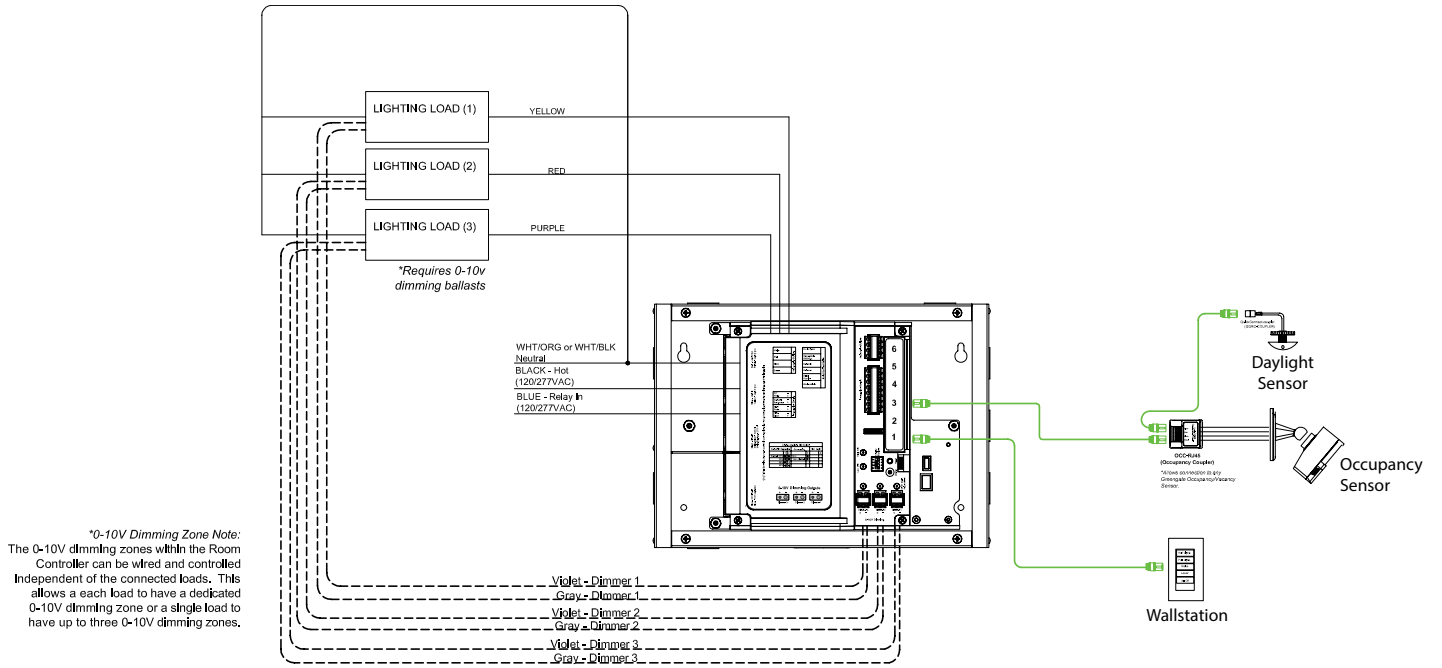 LIGHTING LOAD (1)
YELLOW
LIGHTING LOAD (2)
RED
LIGHTING LOAD (3)
PURPLE
*Requires 0-10v
dimming ballasts
WHT/ORG or WHT/BLK
Neutral
BLACK - Hot
(120/277VAC)
BLUE - Relay In
(120/277VAC)
6
5
4
3
2
1
0-10V Dimming Outputs
Daylight
Sensor
OCC-RJ45
(Occupancy Coupler)
*Allows connection to any
Greengate Occupancy/Vacancy
Sensor.
Occupancy
Sensor
Wallstation
*0-10V Dimming Zone Note:
The 0-10V dimming zones within the Room
Controller can be wired and controlled
Independent of the connected loads. This
allows a each load to have a dedicated
0-10V dimming zone or a single load to
have up to three 0-10V dimming zones.
Violet - Dimmer 1
Gray - Dimmer 1
Violet - Dimmer 2
Gray - Dimmer 2
Violet - Dimmer 3
Gray - Dimmer 3